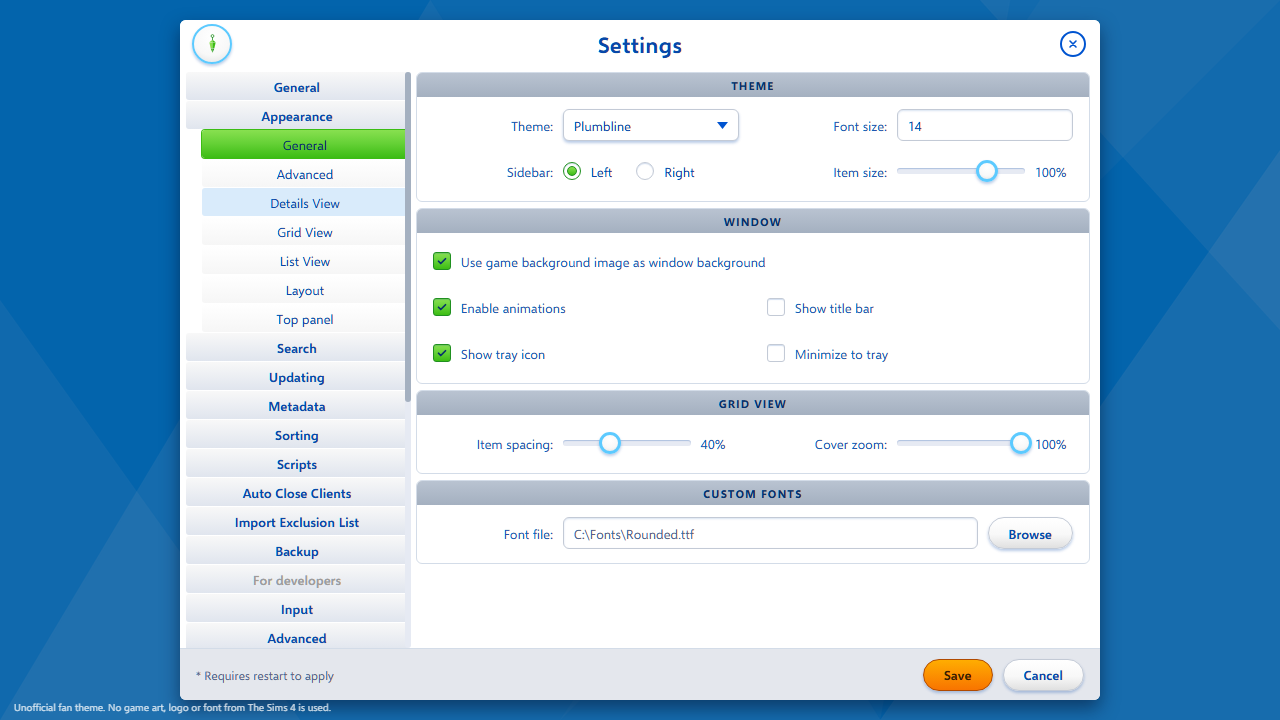 Settings
General
Appearance
General
Advanced
Details View
Grid View
List View
Layout
Top panel
Search
Updating
Metadata
Sorting
Scripts
Auto Close Clients
Import Exclusion List
Backup
For developers
Input
Advanced
THEME
Theme: Plumbline Font size: 14
Sidebar: Left Right Item size: 100%
WINDOW
Use game background image as window background
Enable animations Show title bar
Show tray icon Minimize to tray
GRID VIEW
Item spacing: 40% Cover zoom: 100%
CUSTOM FONTS
Font file: C:\Fonts\Rounded.ttf Browse
* Requires restart to apply Save Cancel
Unofficial fan theme. No game art, logo or font from The Sims 4 is used.